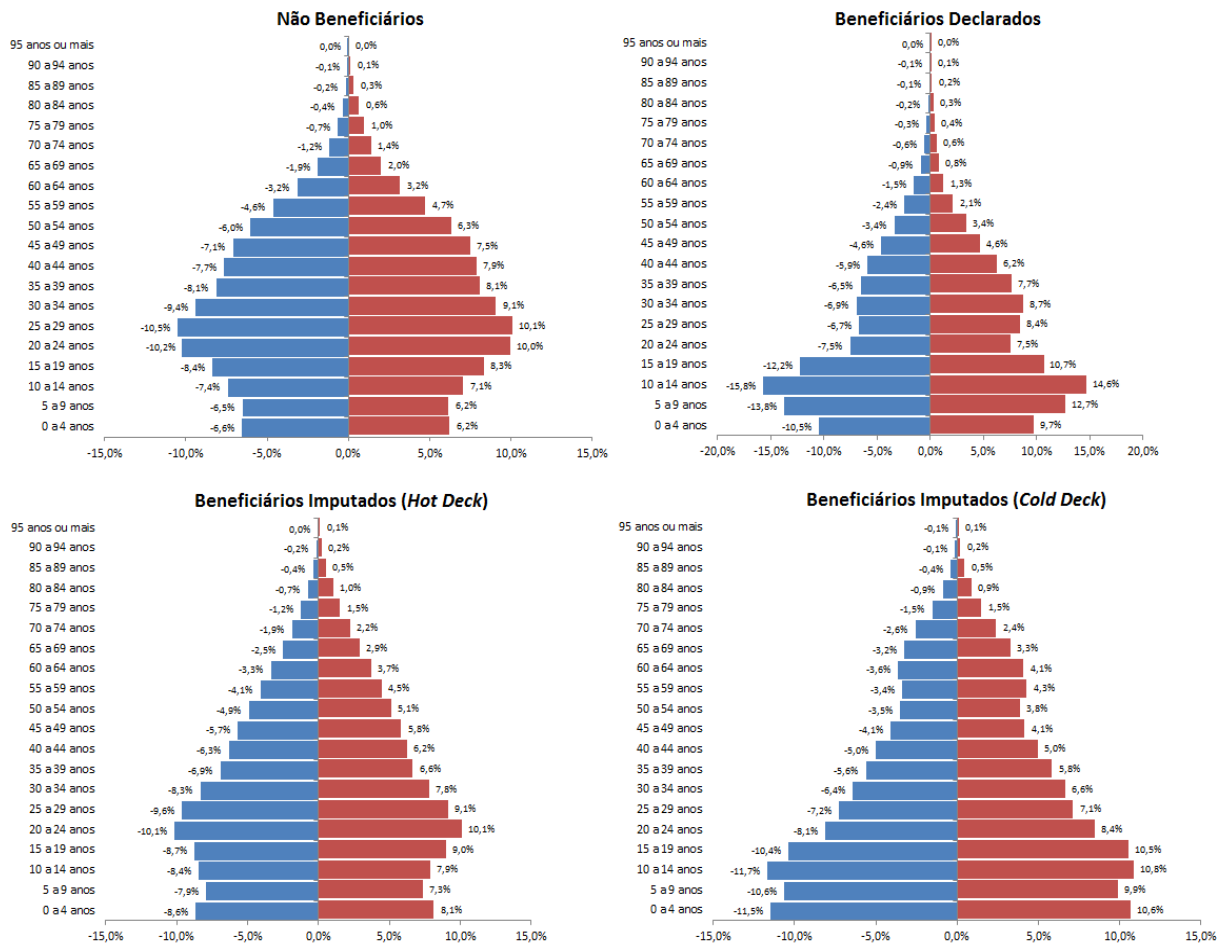 Não Beneficiários
95 anos ou mais 0,0% 0,0%
90 a 94 anos -0,1% 0,1%
85 a 89 anos -0,2% 0,3%
80 a 84 anos -0,4% 0,6%
75 a 79 anos -0,7% 1,0%
70 a 74 anos -1,2% 1,4%
65 a 69 anos -1,9% 2,0%
60 a 64 anos -3,2% 3,2%
55 a 59 anos -4,6% 4,7%
50 a 54 anos -6,0% 6,3%
45 a 49 anos -7,1% 7,5%
40 a 44 anos -7,7% 7,9%
35 a 39 anos -8,1% 8,1%
30 a 34 anos -9,4% 9,1%
25 a 29 anos -10,5% 10,1%
20 a 24 anos -10,2% 10,0%
15 a 19 anos -8,4% 8,3%
10 a 14 anos -7,4% 7,1%
5 a 9 anos -6,5% 6,2%
0 a 4 anos -6,6% 6,2%
-15,0% -10,0% -5,0% 0,0% 5,0% 10,0% 15,0%
Beneficiários Declarados
95 anos ou mais 0,0% 0,0%
90 a 94 anos -0,1% 0,1%
85 a 89 anos -0,1% 0,2%
80 a 84 anos -0,2% 0,3%
75 a 79 anos -0,3% 0,4%
70 a 74 anos -0,6% 0,6%
65 a 69 anos -0,9% 0,8%
60 a 64 anos -1,5% 1,3%
55 a 59 anos -2,4% 2,1%
50 a 54 anos -3,4% 3,4%
45 a 49 anos -4,6% 4,6%
40 a 44 anos -5,9% 6,2%
35 a 39 anos -6,5% 7,7%
30 a 34 anos -6,9% 8,7%
25 a 29 anos -6,7% 8,4%
20 a 24 anos -7,5% 7,5%
15 a 19 anos -12,2% 10,7%
10 a 14 anos -15,8% 14,6%
5 a 9 anos -13,8% 12,7%
0 a 4 anos -10,5% 9,7%
-20,0% -15,0% -10,0% -5,0% 0,0% 5,0% 10,0% 15,0% 20,0%
Beneficiários Imputados (Hot Deck)
95 anos ou mais 0,0% 0,1%
90 a 94 anos -0,2% 0,2%
85 a 89 anos -0,4% 0,5%
80 a 84 anos -0,7% 1,0%
75 a 79 anos -1,2% 1,5%
70 a 74 anos -1,9% 2,2%
65 a 69 anos -2,5% 2,9%
60 a 64 anos -3,3% 3,7%
55 a 59 anos -4,1% 4,5%
50 a 54 anos -4,9% 5,1%
45 a 49 anos -5,7% 5,8%
40 a 44 anos -6,3% 6,2%
35 a 39 anos -6,9% 6,6%
30 a 34 anos -8,3% 7,8%
25 a 29 anos -9,6% 9,1%
20 a 24 anos -10,1% 10,1%
15 a 19 anos -8,7% 9,0%
10 a 14 anos -8,4% 7,9%
5 a 9 anos -7,9% 7,3%
0 a 4 anos -8,6% 8,1%
-15,0% -10,0% -5,0% 0,0% 5,0% 10,0% 15,0%
Beneficiários Imputados (Cold Deck)
95 anos ou mais -0,1% 0,1%
90 a 94 anos -0,1% 0,2%
85 a 89 anos -0,4% 0,5%
80 a 84 anos -0,9% 0,9%
75 a 79 anos -1,5% 1,5%
70 a 74 anos -2,6% 2,4%
65 a 69 anos -3,2% 3,3%
60 a 64 anos -3,6% 4,1%
55 a 59 anos -3,4% 4,3%
50 a 54 anos -3,5% 3,8%
45 a 49 anos -4,1% 4,1%
40 a 44 anos -5,0% 5,0%
35 a 39 anos -5,6% 5,8%
30 a 34 anos -6,4% 6,6%
25 a 29 anos -7,2% 7,1%
20 a 24 anos -8,1% 8,4%
15 a 19 anos -10,4% 10,5%
10 a 14 anos -11,7% 10,8%
5 a 9 anos -10,6% 9,9%
0 a 4 anos -11,5% 10,6%
-15,0% -10,0% -5,0% 0,0% 5,0% 10,0% 15,0%